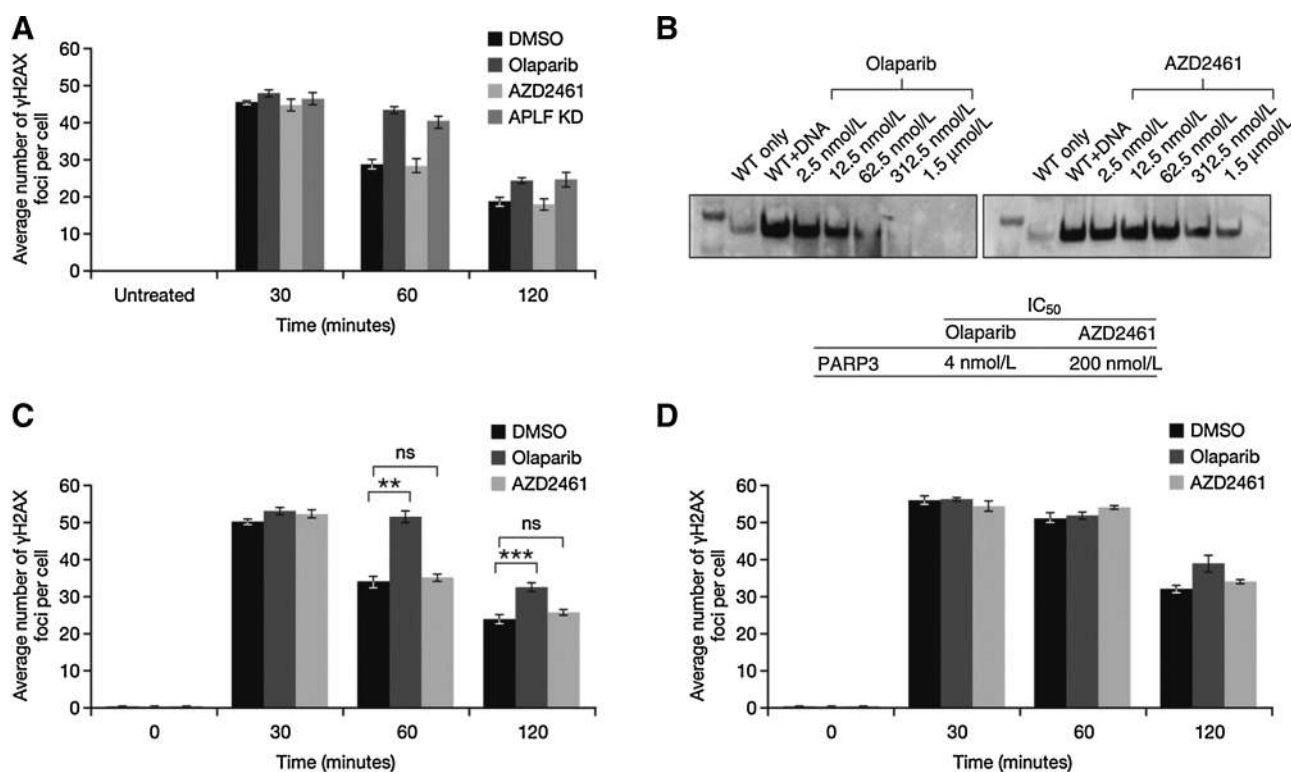 A
DMSO
Olaparib
AZD2461
APLF KD
Average number of γH2AX
foci per cell
60
50
40
30
20
10
0
Untreated
30
60
120
Time (minutes)
B
Olaparib
AZD2461
WT only
WT+DNA
2.5 nmol/L
12.5 nmol/L
62.5 nmol/L
312.5 nmol/L
1.5 μmol/L
WT only
WT+DNA
2.5 nmol/L
12.5 nmol/L
62.5 nmol/L
312.5 nmol/L
1.5 μmol/L
IC50
Olaparib AZD2461
PARP3 4 nmol/L 200 nmol/L
C
DMSO
Olaparib
AZD2461
Average number of γH2AX
foci per cell
60
50
40
30
20
10
0
ns
**
ns
***
0
30
60
120
Time (minutes)
D
DMSO
Olaparib
AZD2461
Average number of γH2AX
foci per cell
60
50
40
30
20
10
0
0
30
60
120
Time (minutes)